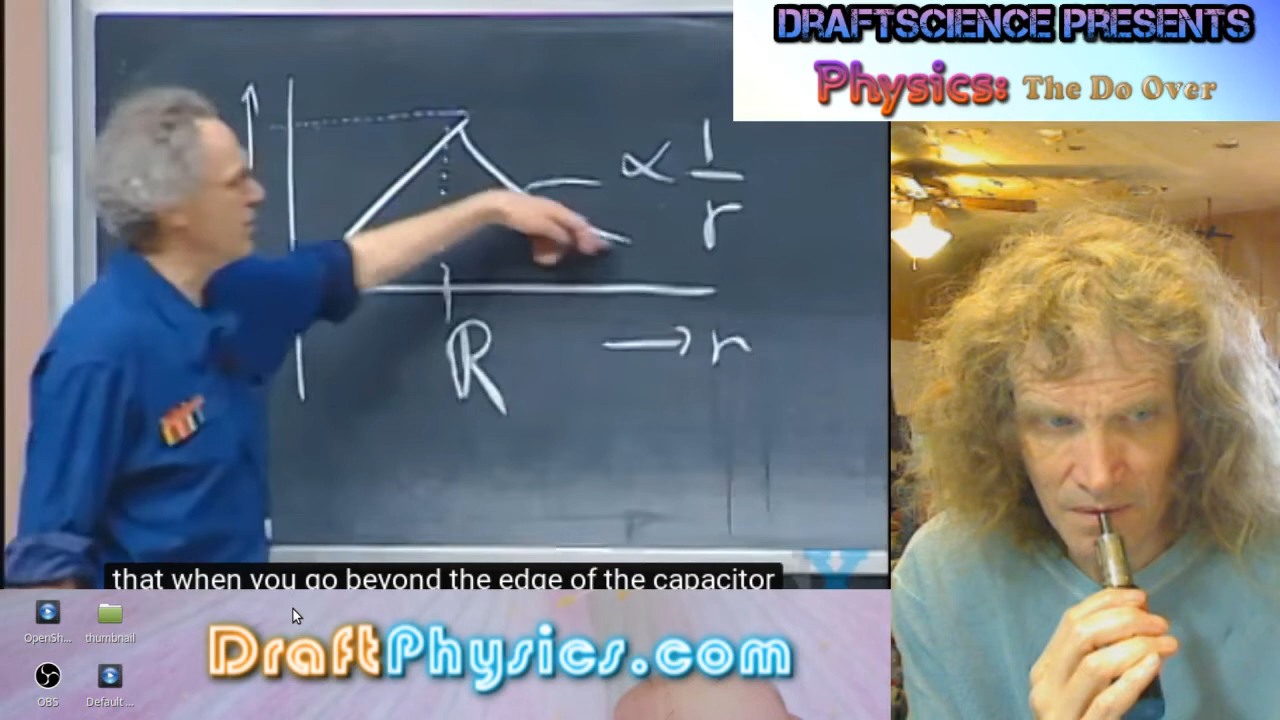 DRAFTSCIENCE PRESENTS
Physics: The Do Over
∝ 1/r
R
→ r
that when you go beyond the edge of the capacitor
OpenSh...
thumbnail
OBS
Default ...
DraftPhysics.com